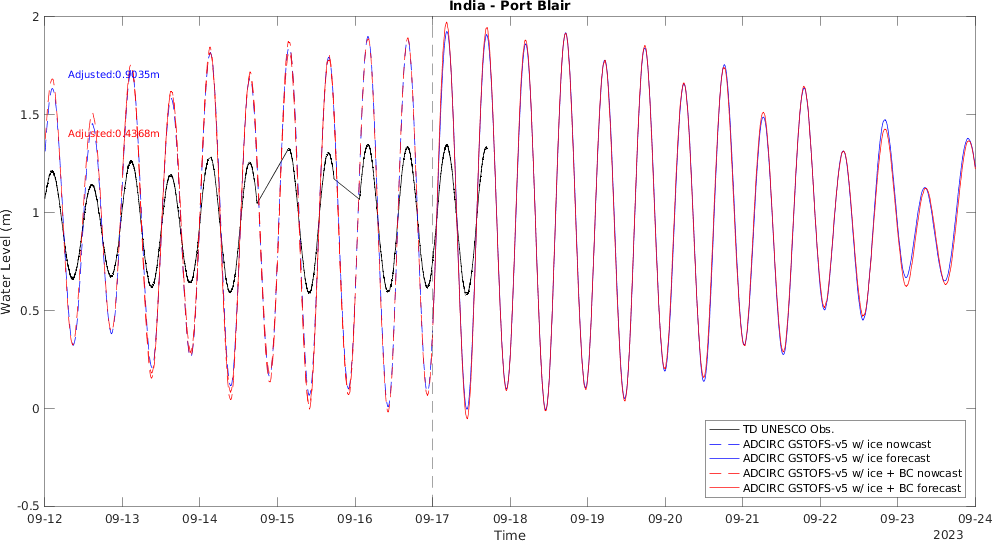 India - Port Blair
2
1.5
1
0.5
0
-0.5
Water Level (m)
Adjusted:0.9035m
Adjusted:0.4368m
TD UNESCO Obs.
ADCIRC GSTOFS-v5 w/ ice nowcast
ADCIRC GSTOFS-v5 w/ ice forecast
ADCIRC GSTOFS-v5 w/ ice + BC nowcast
ADCIRC GSTOFS-v5 w/ ice + BC forecast
09-12 09-13 09-14 09-15 09-16 09-17 09-18 09-19 09-20 09-21 09-22 09-23 09-24
Time
2023